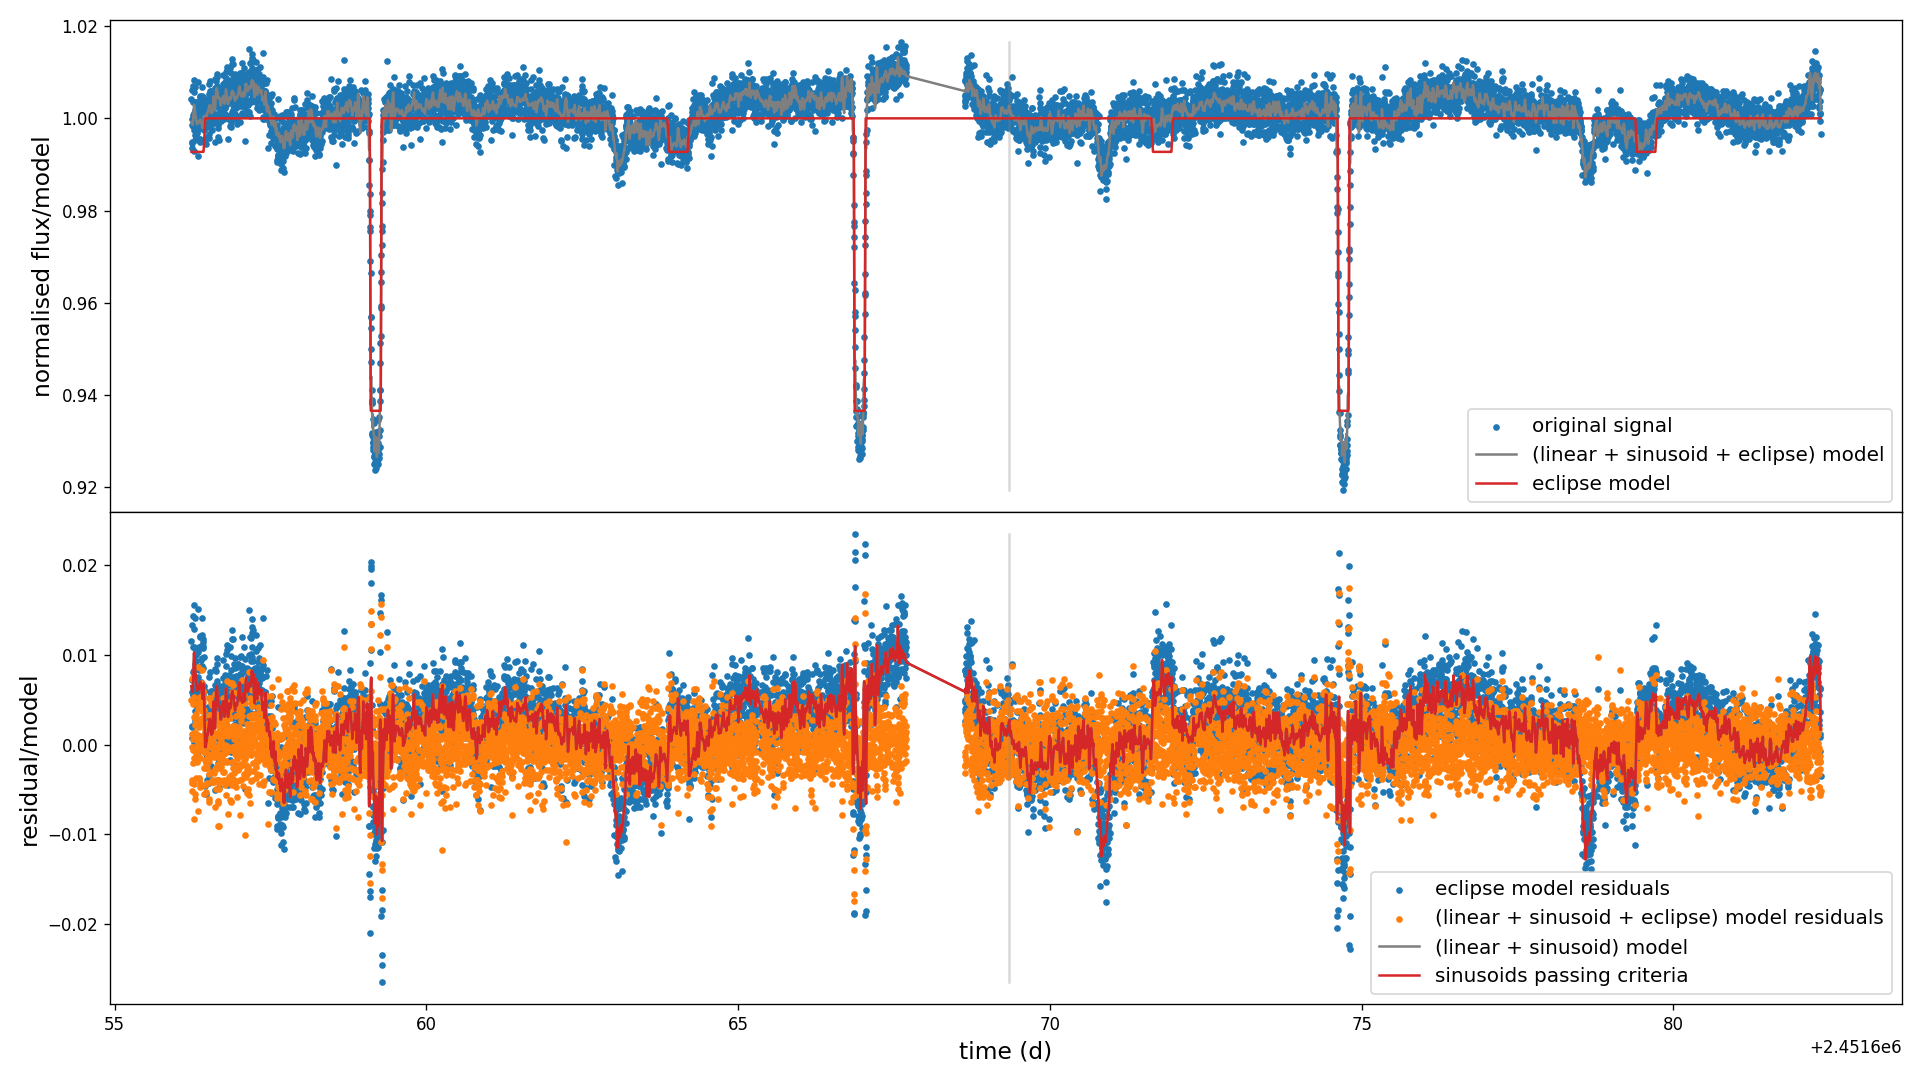 1.02
1.00
0.98
0.96
0.94
0.92
normalised flux/model
original signal
(linear + sinusoid + eclipse) model
eclipse model
0.02
0.01
0.00
−0.01
−0.02
residual/model
eclipse model residuals
(linear + sinusoid + eclipse) model residuals
(linear + sinusoid) model
sinusoids passing criteria
55 60 65 70 75 80
time (d)
+2.4516e6